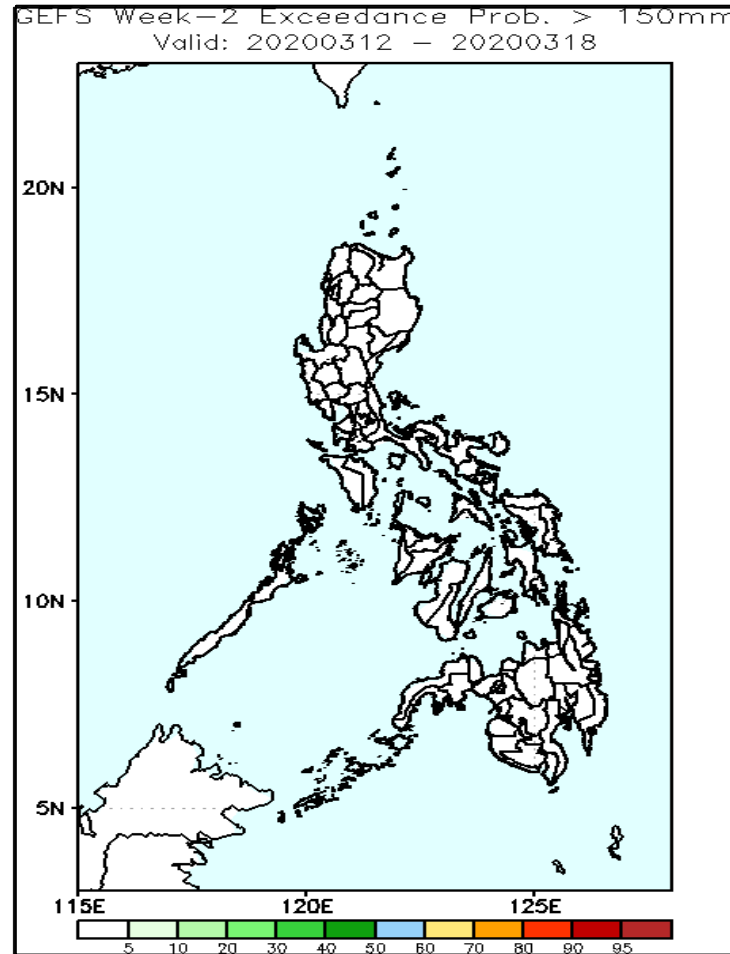 GEFS Week-2 Exceedance Prob. > 150mm
Valid: 20200312 - 20200318
20N
15N
10N
5N
115E 120E 125E
5 10 20 30 40 50 60 70 80 90 95